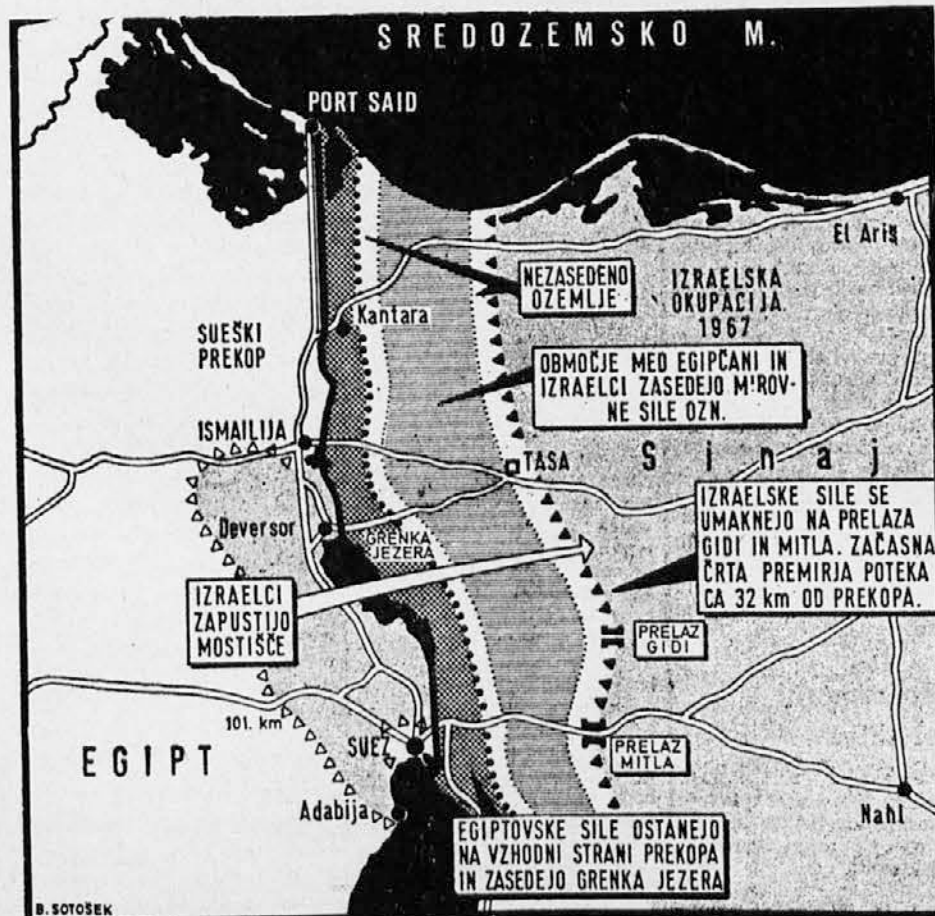 SREDOZEMSKO M.
PORT SAID
El Ariš
NEZASEDENO
OZEMLJE
IZRAELSKA
OKUPACIJA
1967
Kantara
SUEŠKI
PREKOP
OBMOČJE MED EGIPČANI IN
IZRAELCI ZASEDEJO MIROV-
NE SILE OZN.
ISMAILIJA
TASA
Sinaj
IZRAELSKE SILE SE
UMAKNEJO NA PRELAZA
GIDI IN MITLA. ZAČASNA
ČRTA PREMIRJA POTEKA
CA 32 km OD PREKOPA.
Deversor
GRENKA
JEZERA
IZRAELCI
ZAPUSTIJO
MOSTIŠČE
PRELAZ
GIDI
101. km
SUEZ
PRELAZ
MITLA
EGIPT
Adabija
Nahl
EGIPTOVSKE SILE OSTANEJO
NA VZHODNI STRANI PREKOPA
IN ZASEDEJO GRENKA JEZERA
B. SOTOŠEK